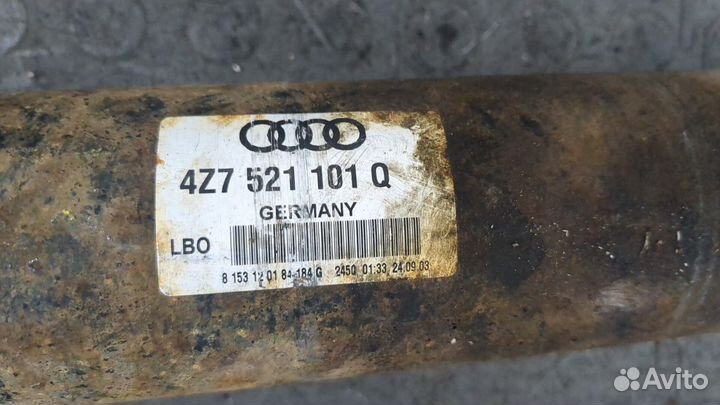 4Z7 521 101 Q
GERMANY
LBO
8 153 12 01 84-184 G 2450 01:33 24.09.03
Avito